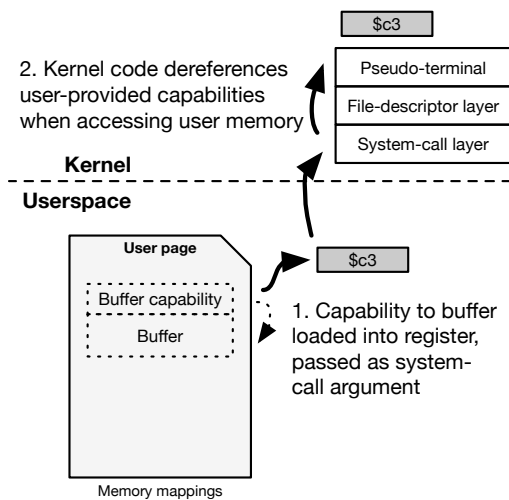 $c3
2. Kernel code dereferences
user-provided capabilities
when accessing user memory
Pseudo-terminal
File-descriptor layer
System-call layer
Kernel
Userspace
User page
Buffer capability
Buffer
$c3
1. Capability to buffer
loaded into register,
passed as system-
call argument
Memory mappings